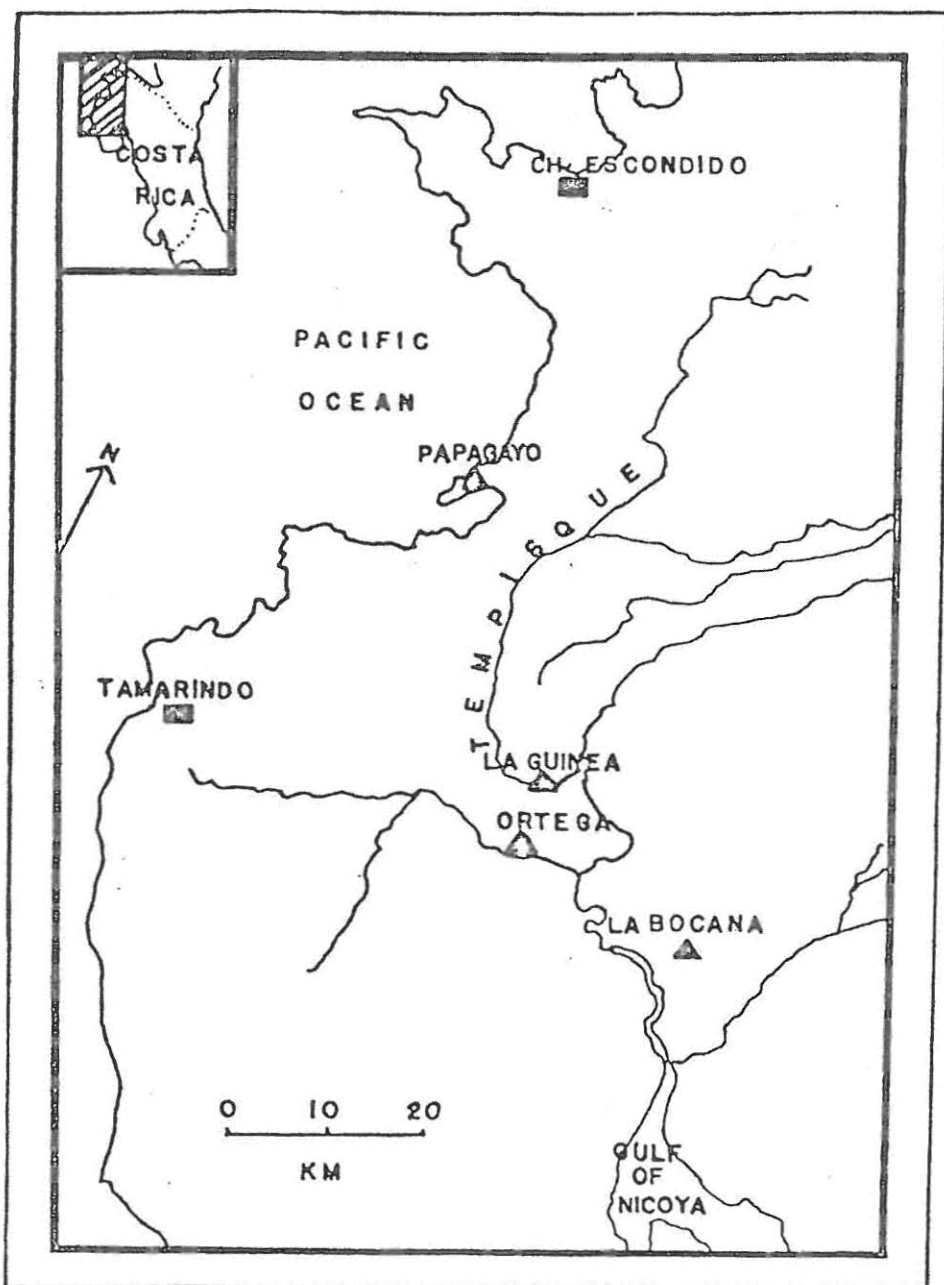 COSTA
RICA
CH. ESCONDIDO
PACIFIC
OCEAN
N
PAPAGAYO
TEMPISQUE
TAMARINDO
LA GUINEA
ORTEGA
LA BOCANA
0 10 20
KM
GULF
OF
NICOYA